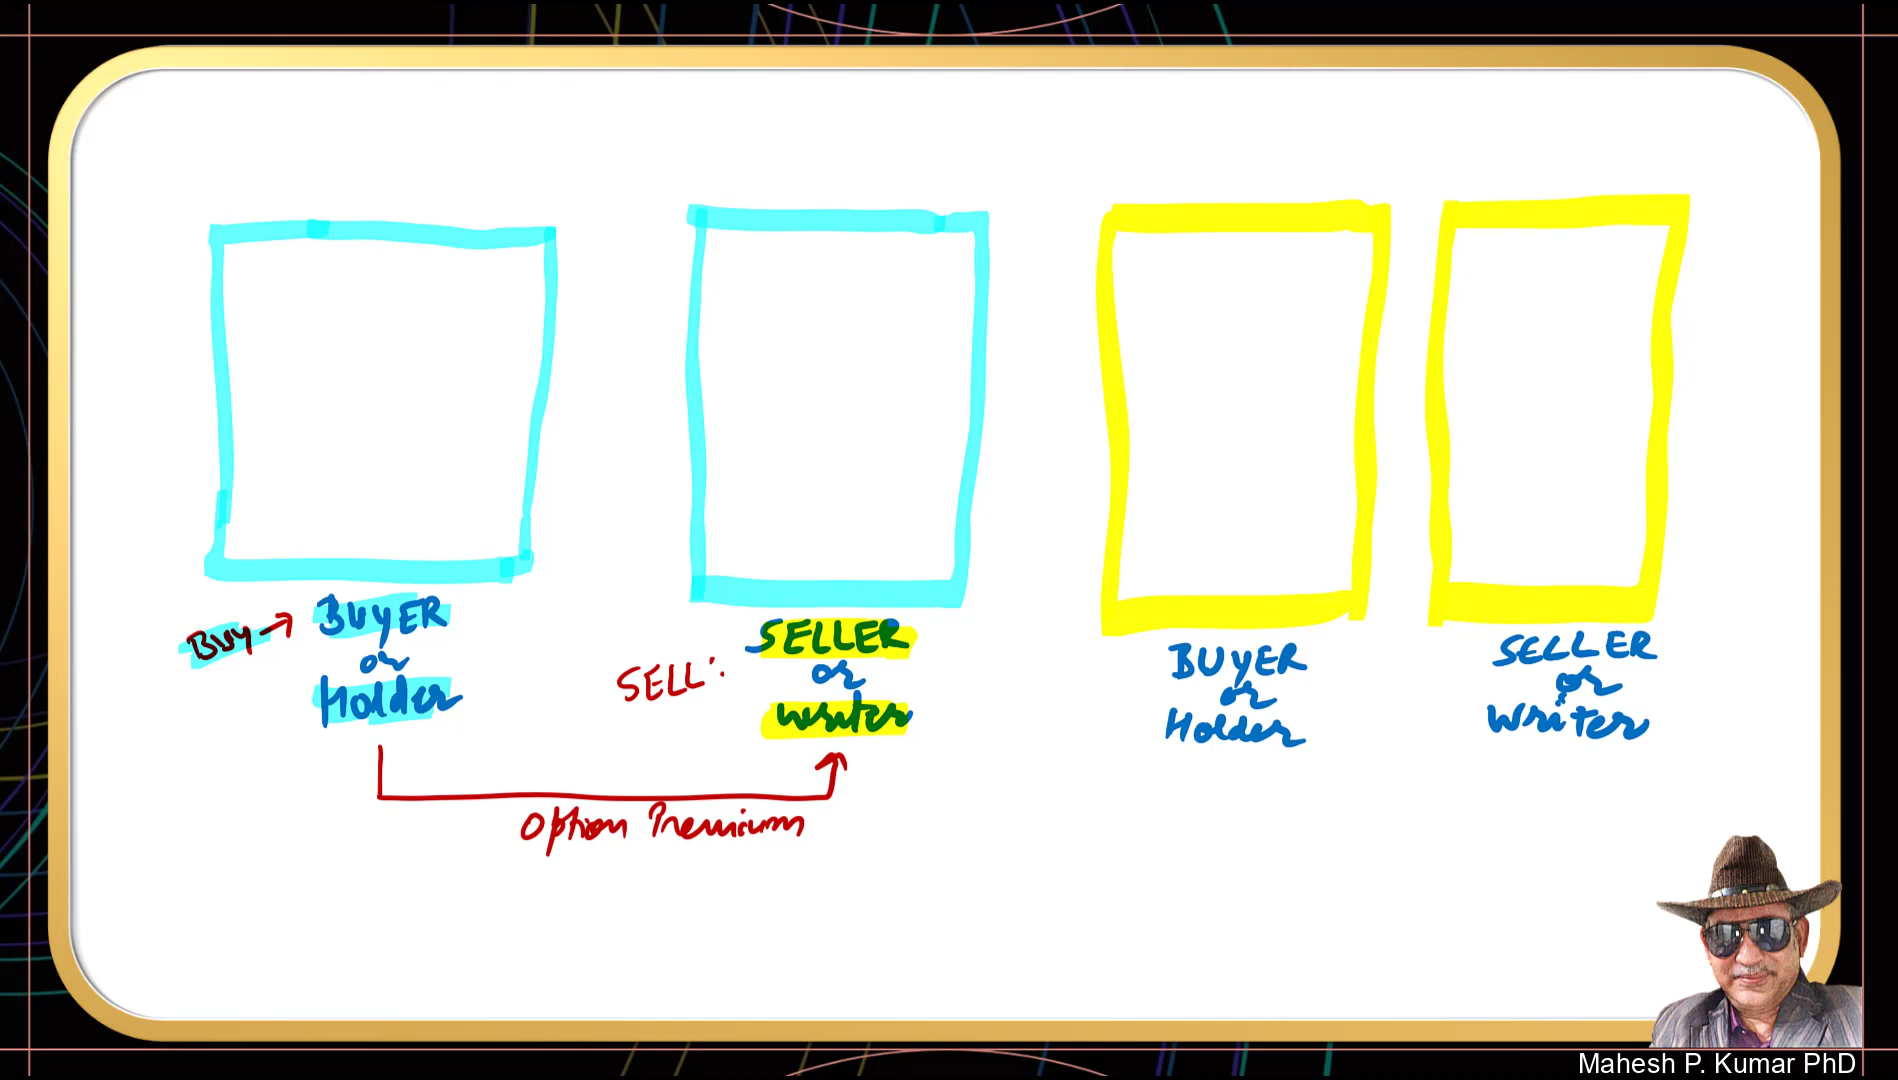 Buy → BUYER
or
Holder
SELL: SELLER
or
writer
Option Premium
BUYER
or
Holder
SELLER
or
Writer
Mahesh P. Kumar PhD